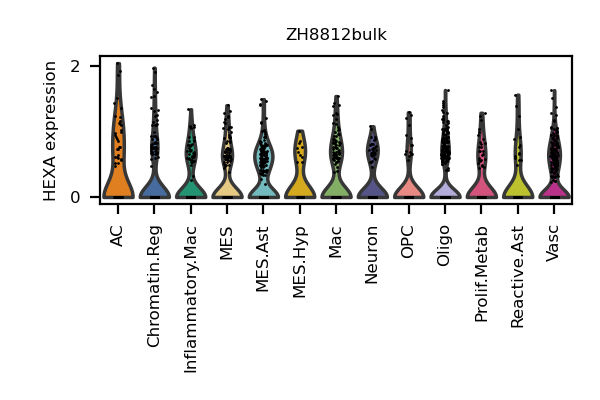 ZH8812bulk
HEXA expression
2
0
AC
Chromatin.Reg
Inflammatory.Mac
MES
MES.Ast
MES.Hyp
Mac
Neuron
OPC
Oligo
Prolif.Metab
Reactive.Ast
Vasc